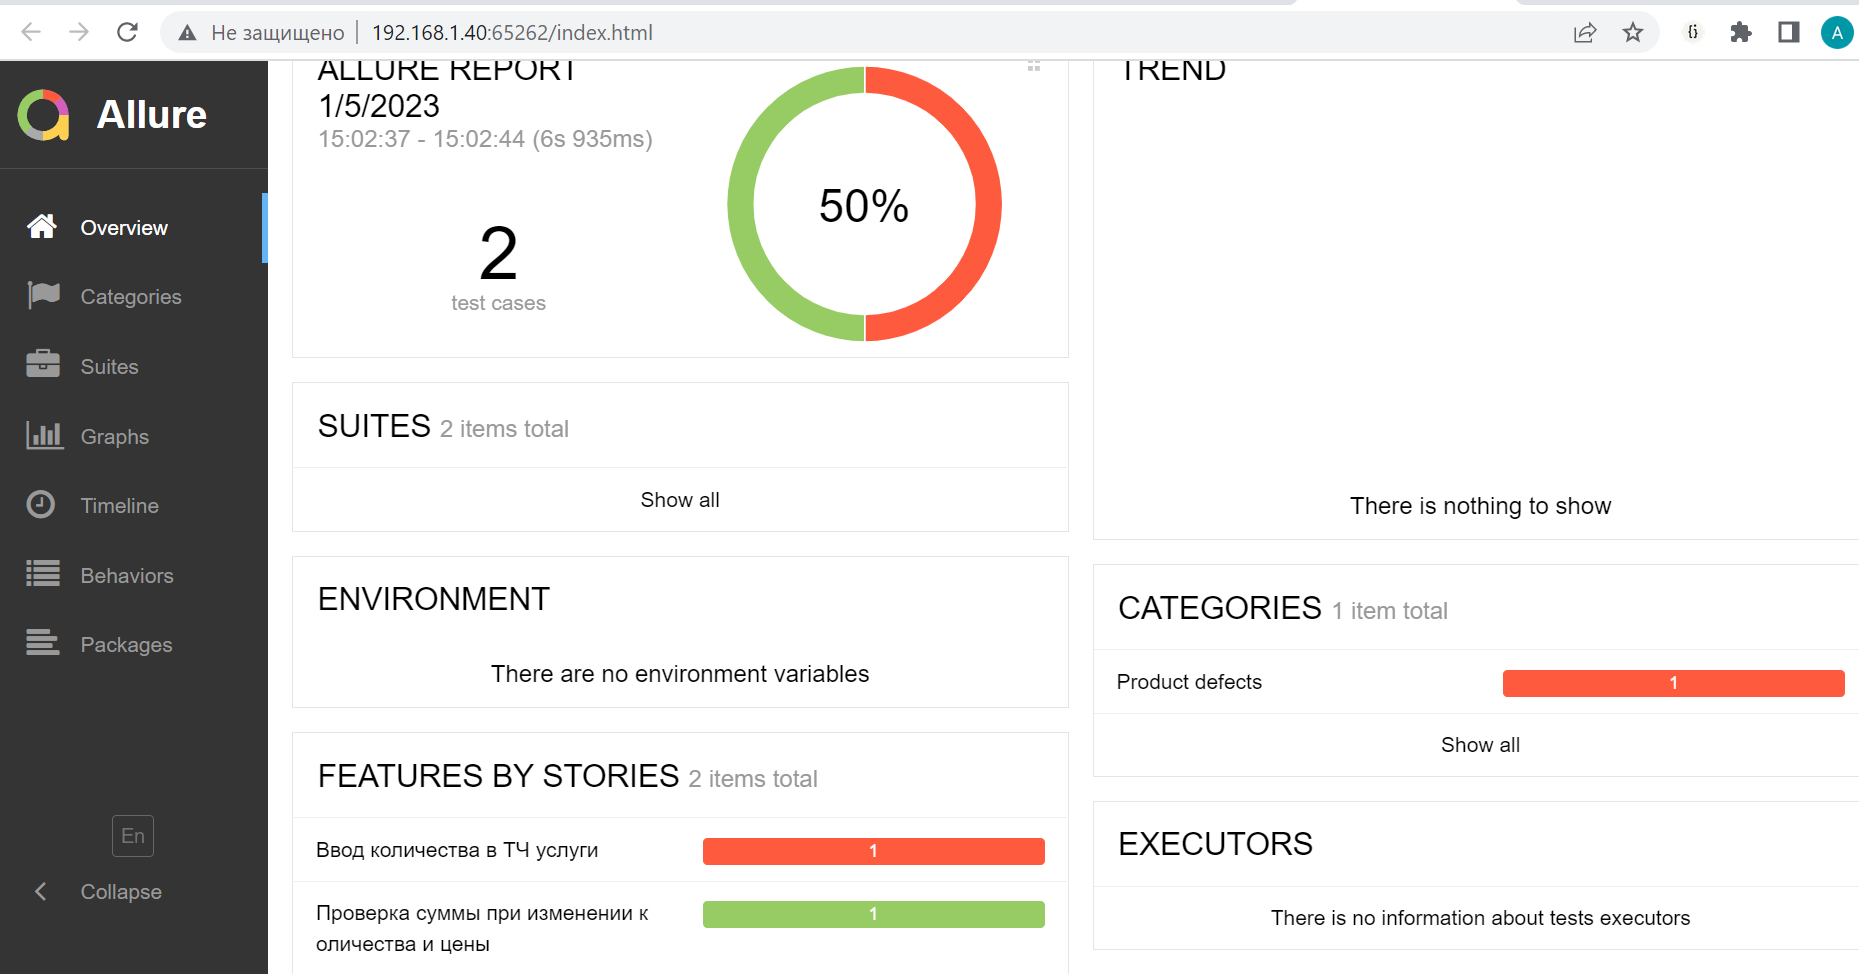 Не защищено
192.168.1.40:65262/index.html
{}
A
Allure
Overview
Categories
Suites
Graphs
Timeline
Behaviors
Packages
En
Collapse
ALLURE REPORT
1/5/2023
15:02:37 - 15:02:44 (6s 935ms)
2
test cases
50%
SUITES 2 items total
Show all
ENVIRONMENT
There are no environment variables
FEATURES BY STORIES 2 items total
Ввод количества в ТЧ услуги
1
Проверка суммы при изменении к
оличества и цены
1
TREND
There is nothing to show
CATEGORIES 1 item total
Product defects
1
Show all
EXECUTORS
There is no information about tests executors